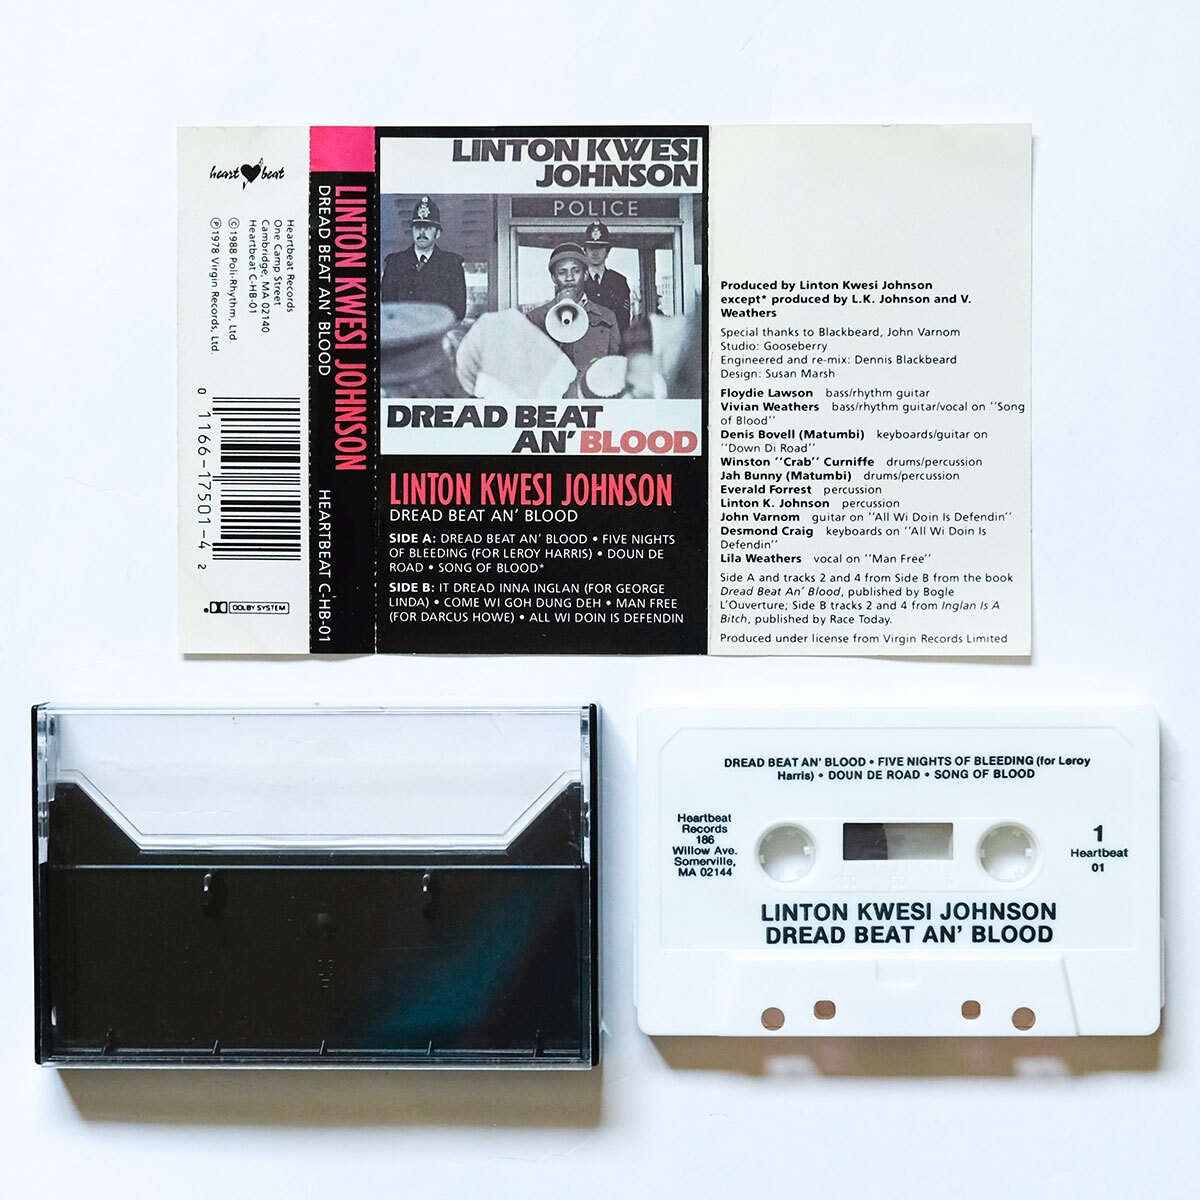 heart beat
Heartbeat Records
One Camp Street
Cambridge, MA 02140
Heartbeat C-HB-01
© 1988 Poli-Rhythm, Ltd.
℗ 1978 Virgin Records, Ltd.
0 1166-17501-4 2
DOLBY SYSTEM
LINTON KWESI JOHNSON
DREAD BEAT AN' BLOOD
HEARTBEAT C-HB-01
LINTON KWESI
JOHNSON
POLICE
DREAD BEAT
AN' BLOOD
LINTON KWESI JOHNSON
DREAD BEAT AN' BLOOD
SIDE A: DREAD BEAT AN' BLOOD • FIVE NIGHTS
OF BLEEDING (FOR LEROY HARRIS) • DOUN DE
ROAD • SONG OF BLOOD*
SIDE B: IT DREAD INNA INGLAN (FOR GEORGE
LINDA) • COME WI GOH DUNG DEH • MAN FREE
(FOR DARCUS HOWE) • ALL WI DOIN IS DEFENDIN
Produced by Linton Kwesi Johnson
except* produced by L.K. Johnson and V.
Weathers
Special thanks to Blackbeard, John Varnom
Studio: Gooseberry
Engineered and re-mix: Dennis Blackbeard
Design: Susan Marsh
Floydie Lawson bass/rhythm guitar
Vivian Weathers bass/rhythm guitar/vocal on "Song
of Blood"
Denis Bovell (Matumbi) keyboards/guitar on
"Down Di Road"
Winston "Crab" Curniffe drums/percussion
Jah Bunny (Matumbi) drums/percussion
Everald Forrest percussion
Linton K. Johnson percussion
John Varnom guitar on "All Wi Doin Is Defendin"
Desmond Craig keyboards on "All Wi Doin Is
Defendin"
Lila Weathers vocal on "Man Free"
Side A and tracks 2 and 4 from Side B from the book
Dread Beat An' Blood, published by Bogle
L'Ouverture; Side B tracks 2 and 4 from Inglan Is A
Bitch, published by Race Today.
Produced under license from Virgin Records Limited
DREAD BEAT AN' BLOOD • FIVE NIGHTS OF BLEEDING (for Leroy
Harris) • DOUN DE ROAD • SONG OF BLOOD
Heartbeat
Records
186
Willow Ave.
Somerville,
MA 02144
1
Heartbeat
01
LINTON KWESI JOHNSON
DREAD BEAT AN' BLOOD